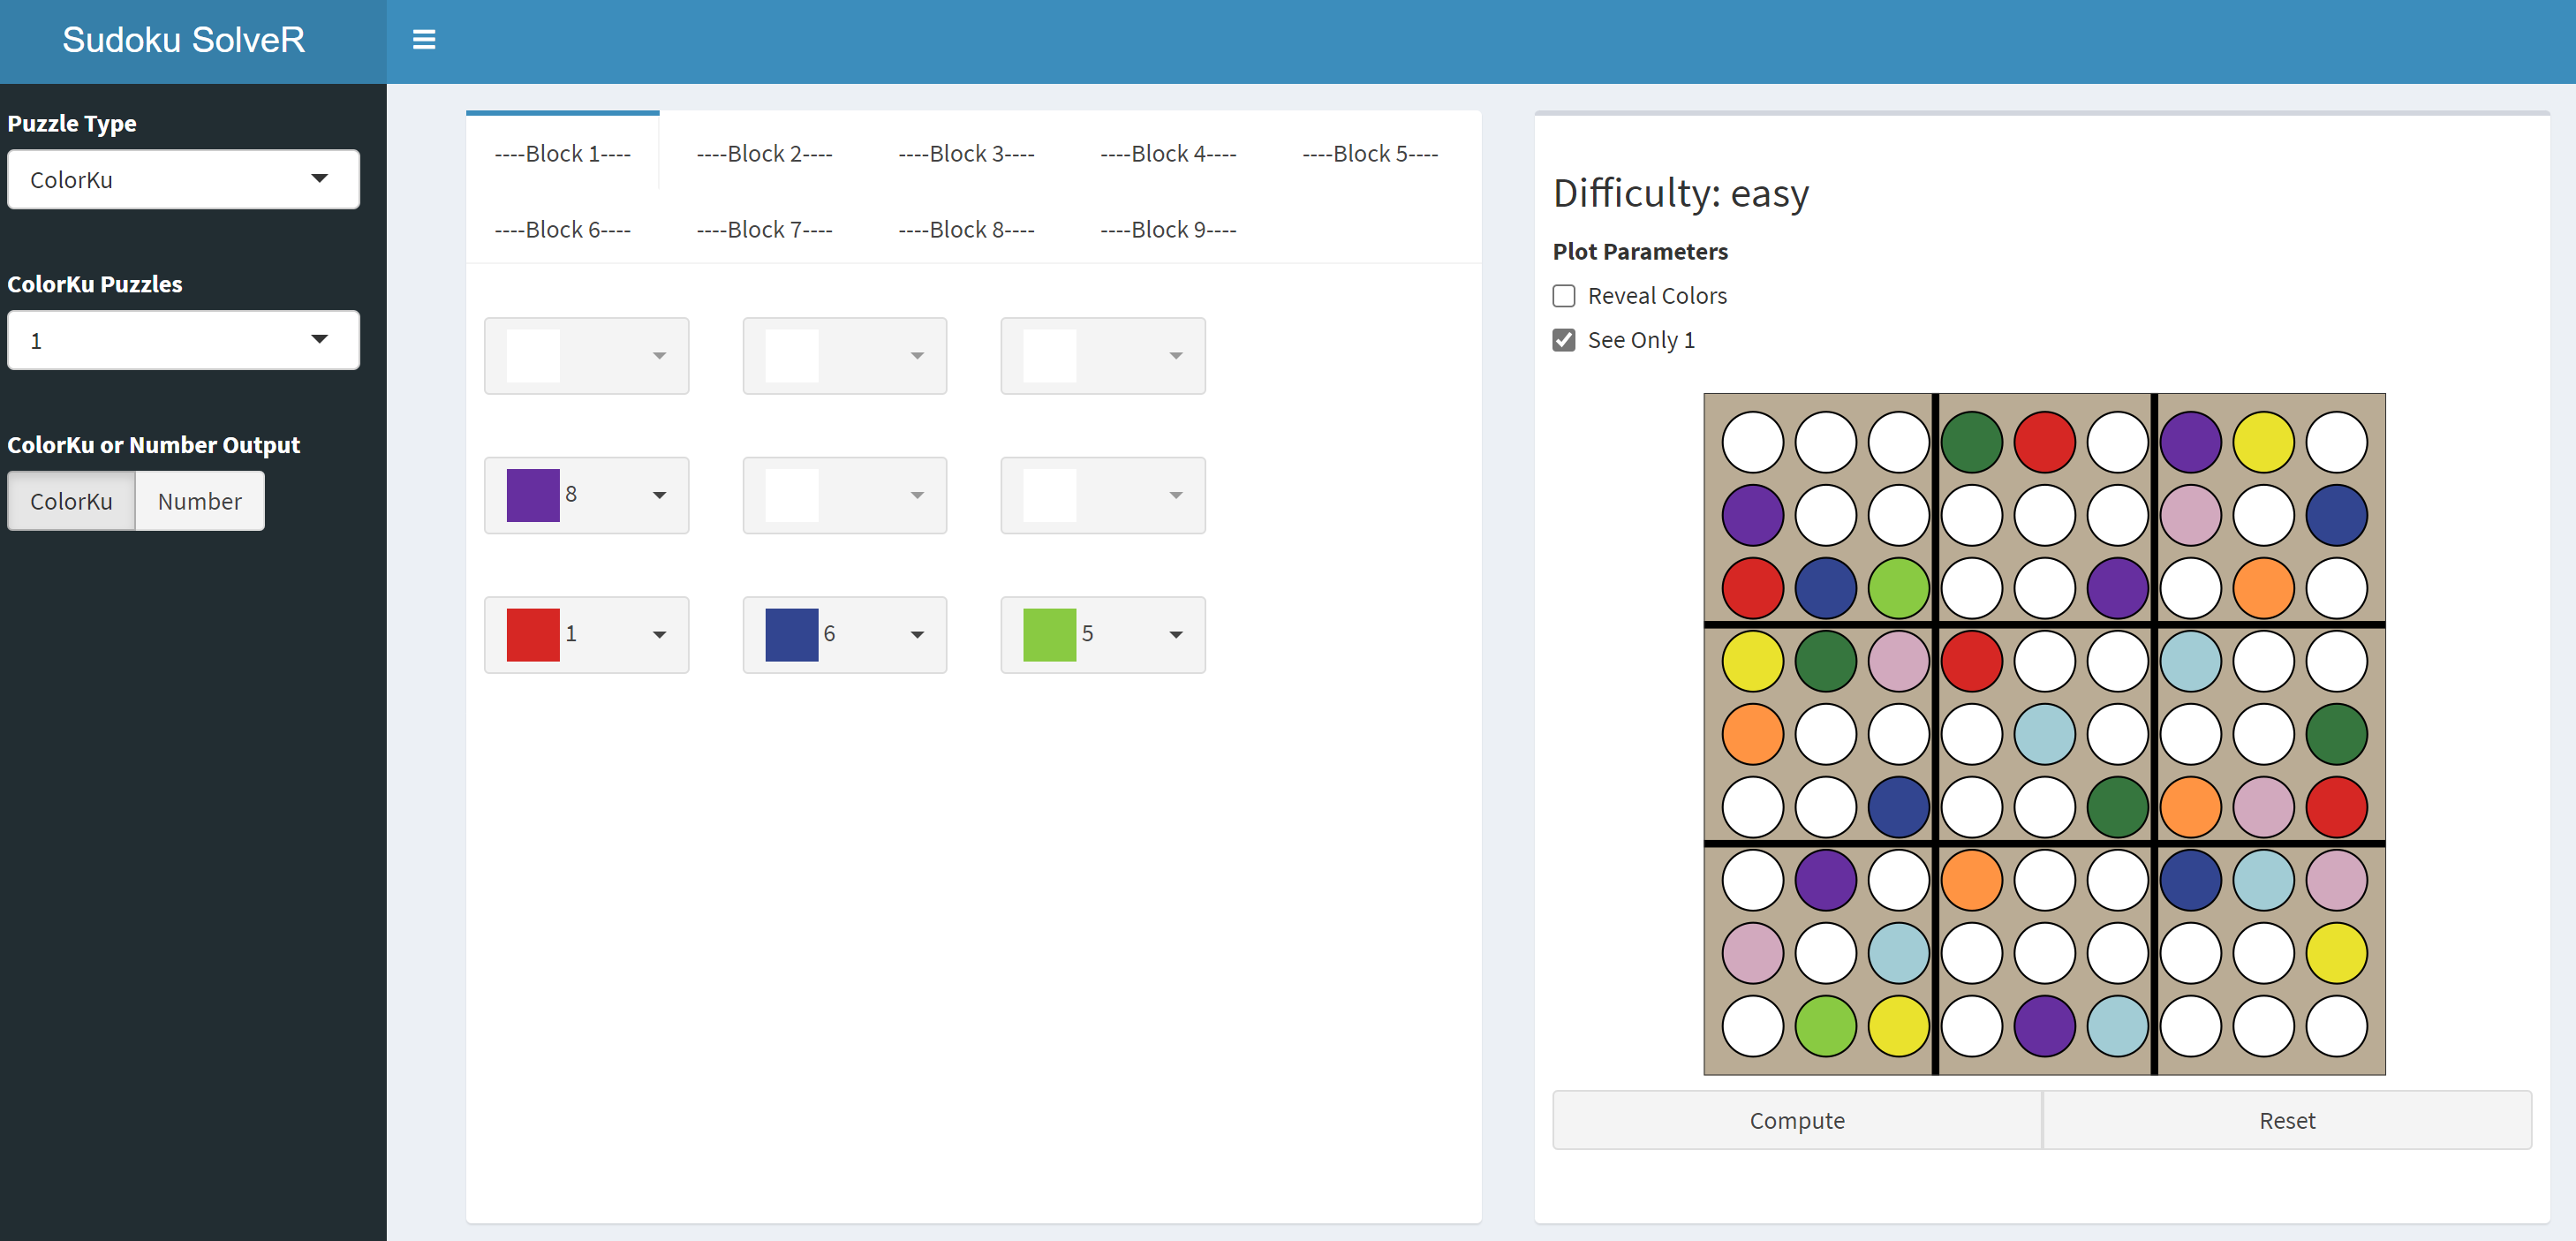 Sudoku SolveR
Puzzle Type
ColorKu
ColorKu Puzzles
1
ColorKu or Number Output
ColorKu Number
----Block 1---- ----Block 2---- ----Block 3---- ----Block 4---- ----Block 5----
----Block 6---- ----Block 7---- ----Block 8---- ----Block 9----
8
1 6 5
Difficulty: easy
Plot Parameters
Reveal Colors
See Only 1
Compute Reset